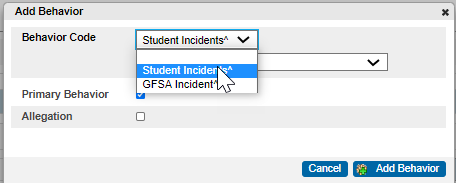 Add Behavior
Behavior Code
Student Incidents^
Student Incidents^
GFSA Incident^
Primary Behavior
Allegation
Cancel
Add Behavior